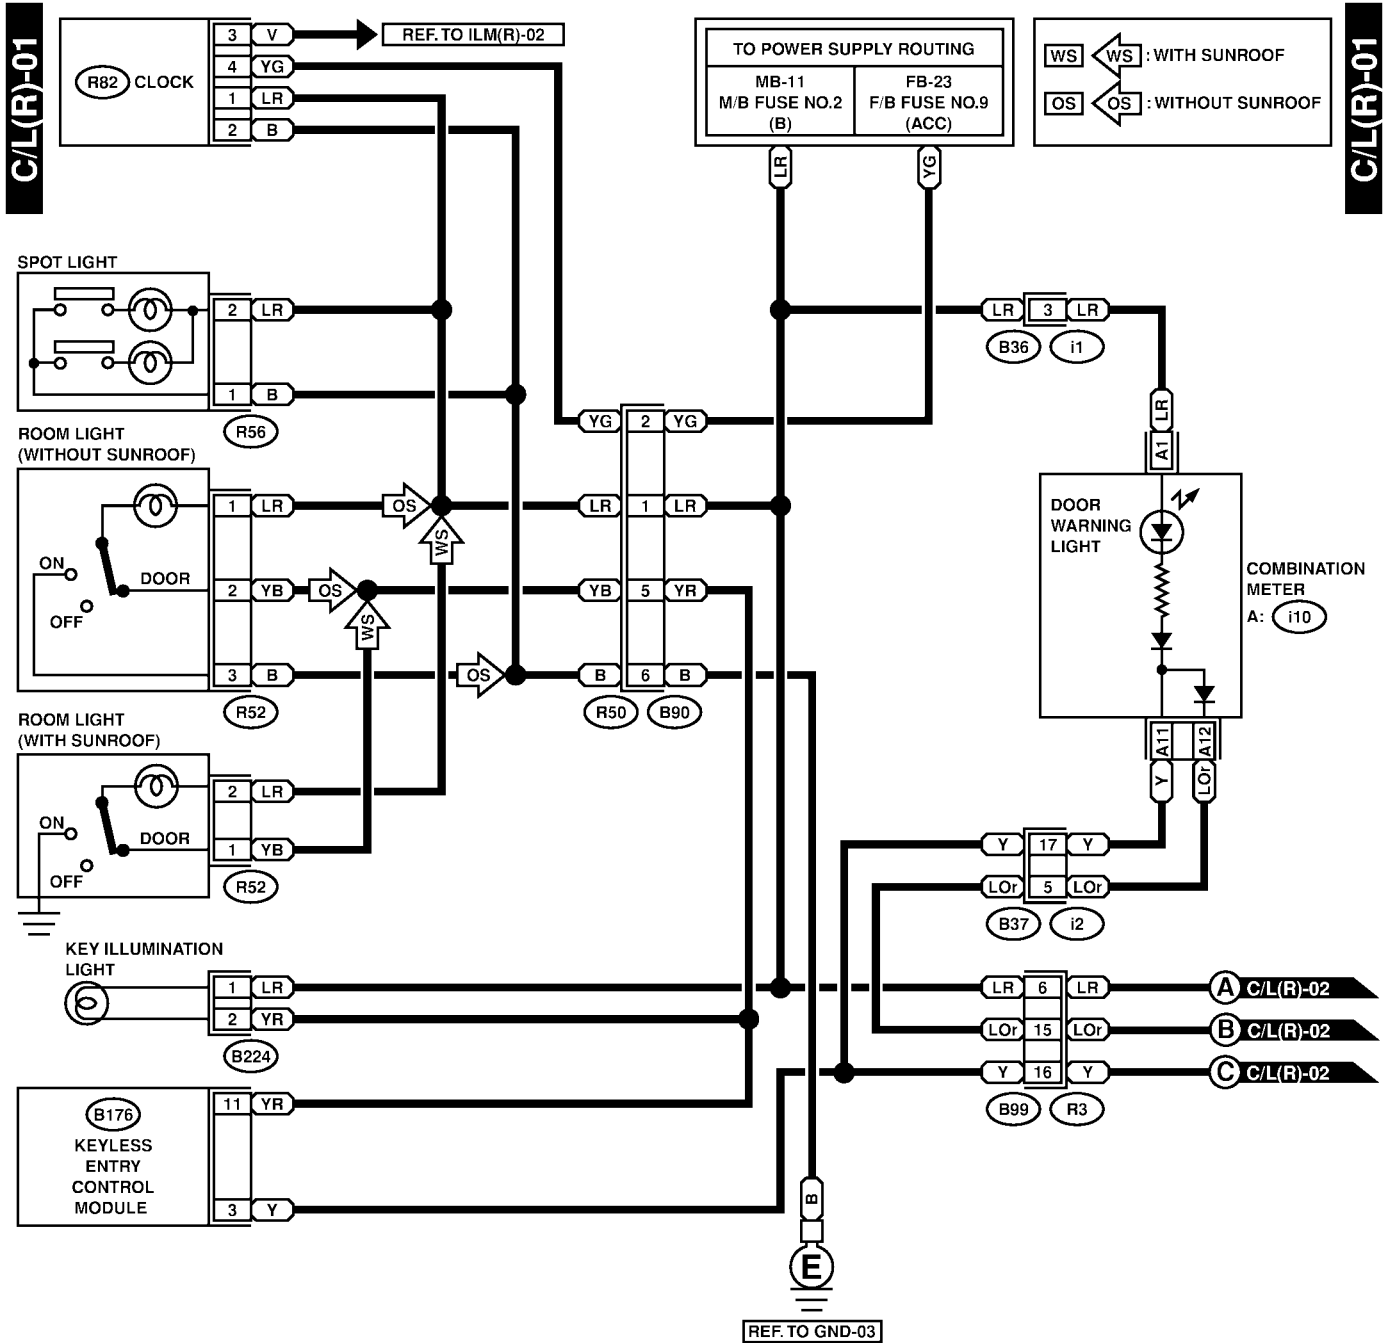 C/L(R)-01
R82 CLOCK
3 V
REF. TO ILM(R)-02
4 YG
1 LR
2 B
TO POWER SUPPLY ROUTING
MB-11
M/B FUSE NO.2
(B)
FB-23
F/B FUSE NO.9
(ACC)
LR
YG
WS WS : WITH SUNROOF
OS OS : WITHOUT SUNROOF
C/L(R)-01
SPOT LIGHT
2 LR
1 B
R56
LR 3 LR
B36 i1
LR
A1
YG 2 YG
ROOM LIGHT
(WITHOUT SUNROOF)
1 LR
OS
WS
LR 1 LR
ON
DOOR
OFF
2 YB
OS
WS
YB 5 YR
3 B
OS
B 6 B
R52
R50 B90
DOOR
WARNING
LIGHT
COMBINATION
METER
A: i10
A11 A12
Y LOr
ROOM LIGHT
(WITH SUNROOF)
2 LR
ON
DOOR
OFF
1 YB
R52
Y 17 Y
LOr 5 LOr
B37 i2
KEY ILLUMINATION
LIGHT
1 LR
2 YR
B224
LR 6 LR
A C/L(R)-02
LOr 15 LOr
B C/L(R)-02
Y 16 Y
C C/L(R)-02
B99 R3
B176
KEYLESS
ENTRY
CONTROL
MODULE
11 YR
3 Y
B
E
REF. TO GND-03